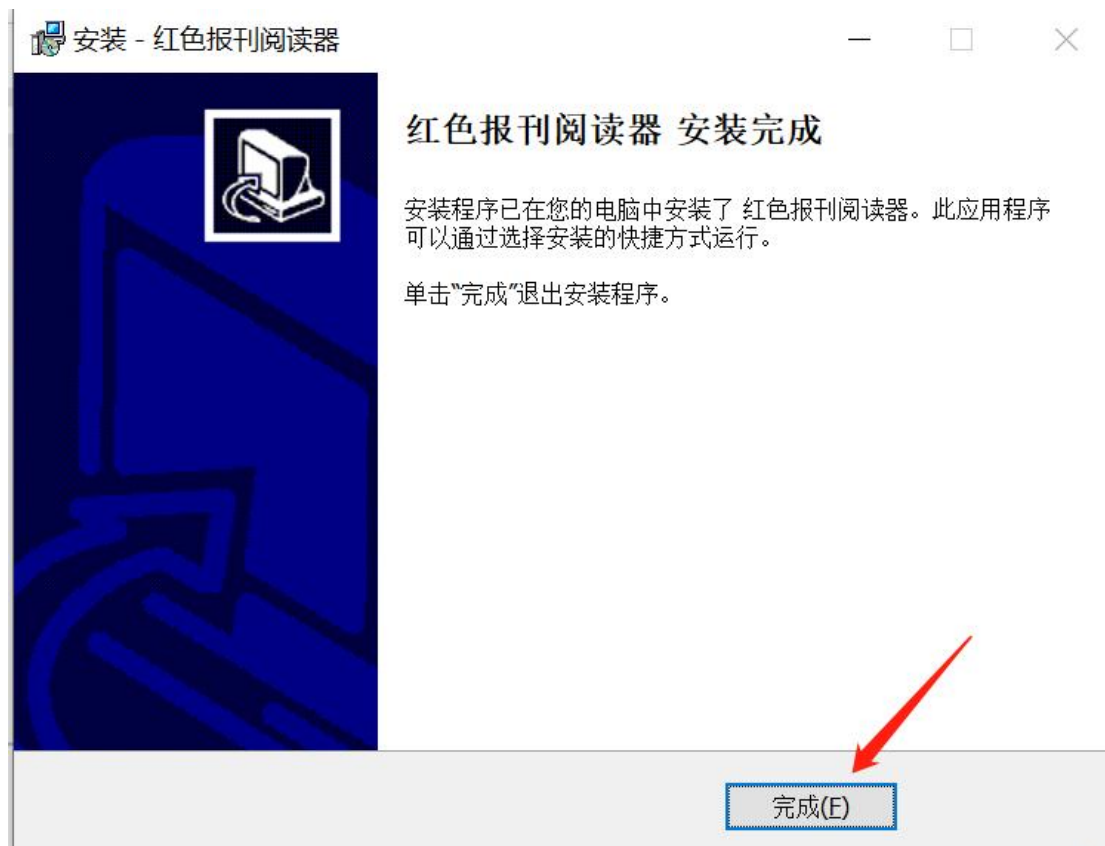 安装 - 红色报刊阅读器
红色报刊阅读器 安装完成
安装程序已在您的电脑中安装了 红色报刊阅读器。此应用程序
可以通过选择安装的快捷方式运行。
单击“完成”退出安装程序。
完成(F)